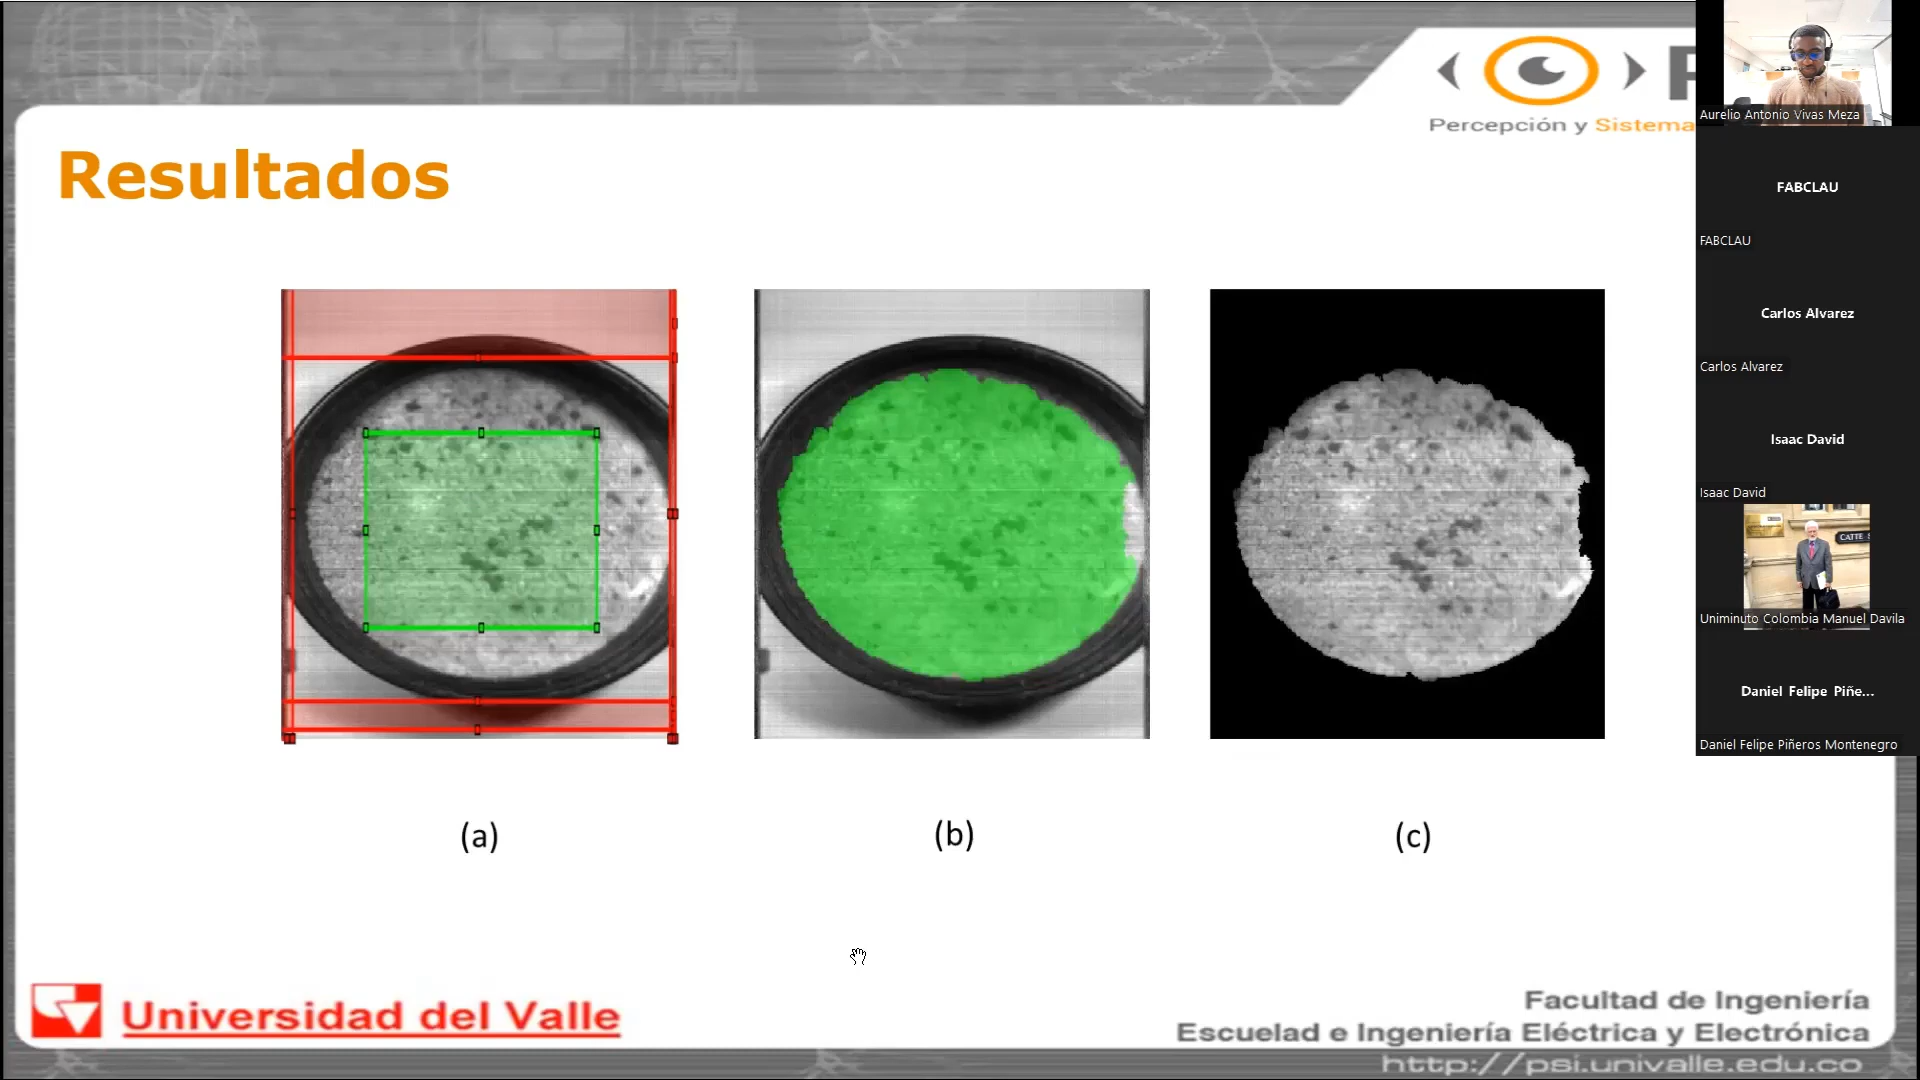 Resultados
Percepción y Sistema
(a)
(b)
(c)
Universidad del Valle
Facultad de Ingeniería
Escuelad e Ingeniería Eléctrica y Electrónica
http://psi.univalle.edu.co
Aurelio Antonio Vivas Meza
FABCLAU
FABCLAU
Carlos Alvarez
Carlos Alvarez
Isaac David
Isaac David
CATTE
Uniminuto Colombia Manuel Davila
Daniel Felipe Piñe...
Daniel Felipe Piñeros Montenegro